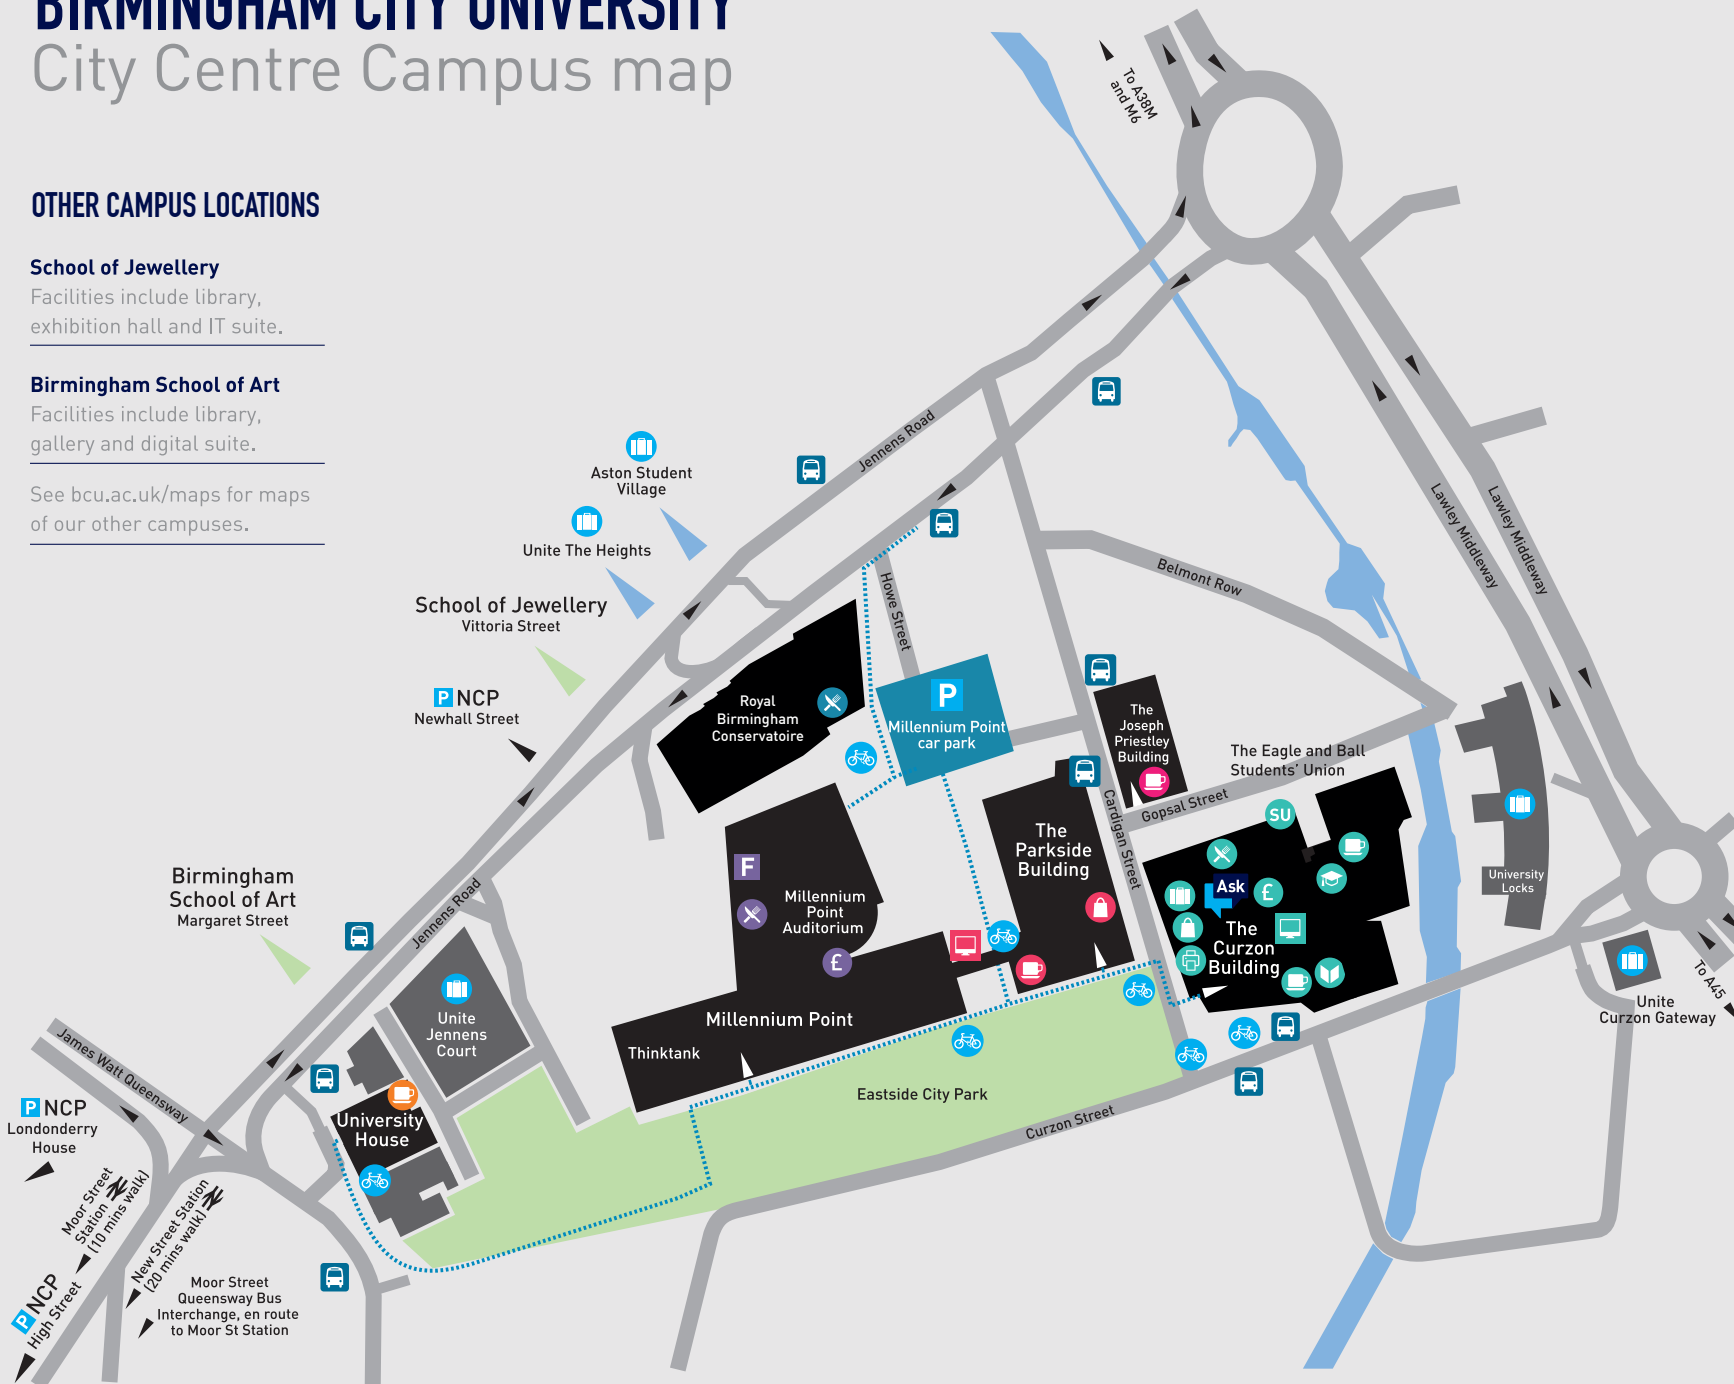 BIRMINGHAM CITY UNIVERSITY
City Centre Campus map
OTHER CAMPUS LOCATIONS
School of Jewellery
Facilities include library,
exhibition hall and IT suite.
Birmingham School of Art
Facilities include library,
gallery and digital suite.
See bcu.ac.uk/maps for maps
of our other campuses.
To A38M
and M6
Jennens Road
Aston Student
Village
Unite The Heights
School of Jewellery
Vittoria Street
P NCP
Newhall Street
Lawley Middleway
Lawley Middleway
Belmont Row
Howe Street
Royal
Birmingham
Conservatoire
P
Millennium Point
car park
The
Joseph
Priestley
Building
The Eagle and Ball
Students' Union
Gopsal Street
Cardigan Street
SU
The
Parkside
Building
F
Millennium
Point
Auditorium
£
Ask
£
The
Curzon
Building
University
Locks
Birmingham
School of Art
Margaret Street
Jennens Road
Unite
Jennens
Court
Millennium Point
Thinktank
To A45
Unite
Curzon Gateway
Eastside City Park
Curzon Street
James Watt Queensway
University
House
P NCP
Londonderry
House
Moor Street
Station
(10 mins walk)
New Street Station
(20 mins walk)
P NCP
High Street
Moor Street
Queensway Bus
Interchange, en route
to Moor St Station